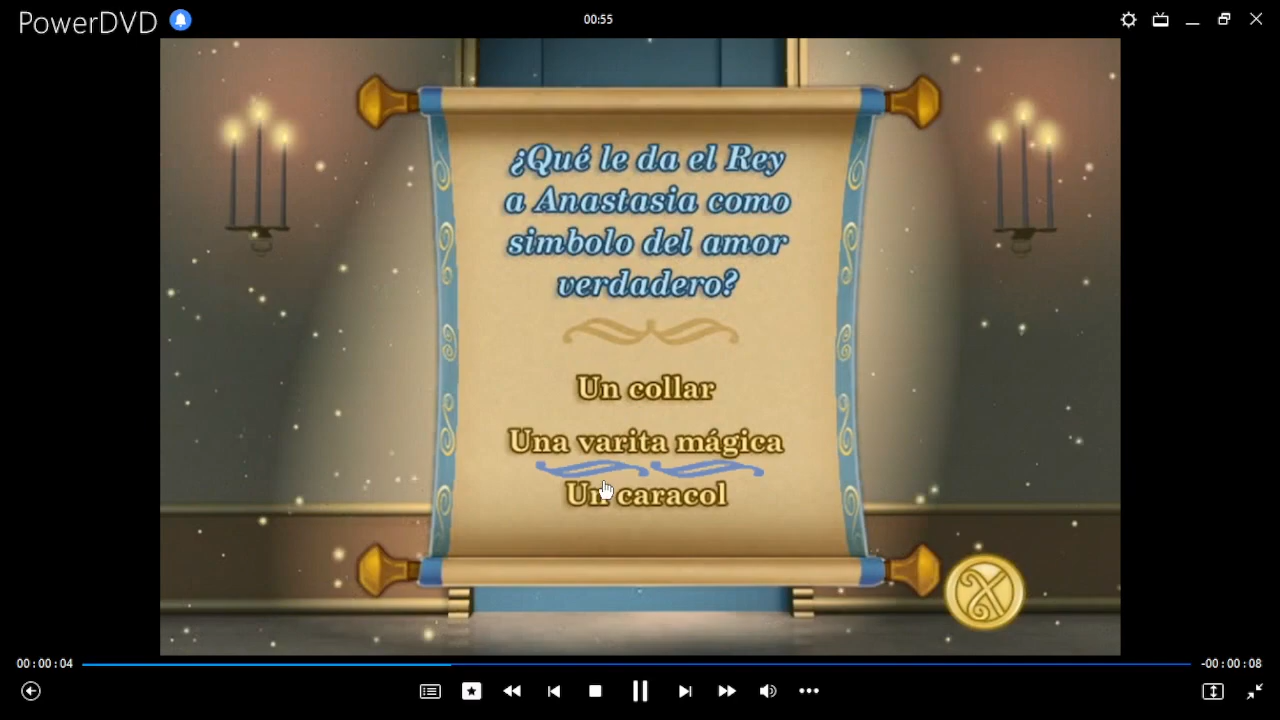 PowerDVD
00:55
¿Qué le da el Rey
a Anastasia como
simbolo del amor
verdadero?
Un collar
Una varita mágica
Un caracol
00:00:04
-00:00:08